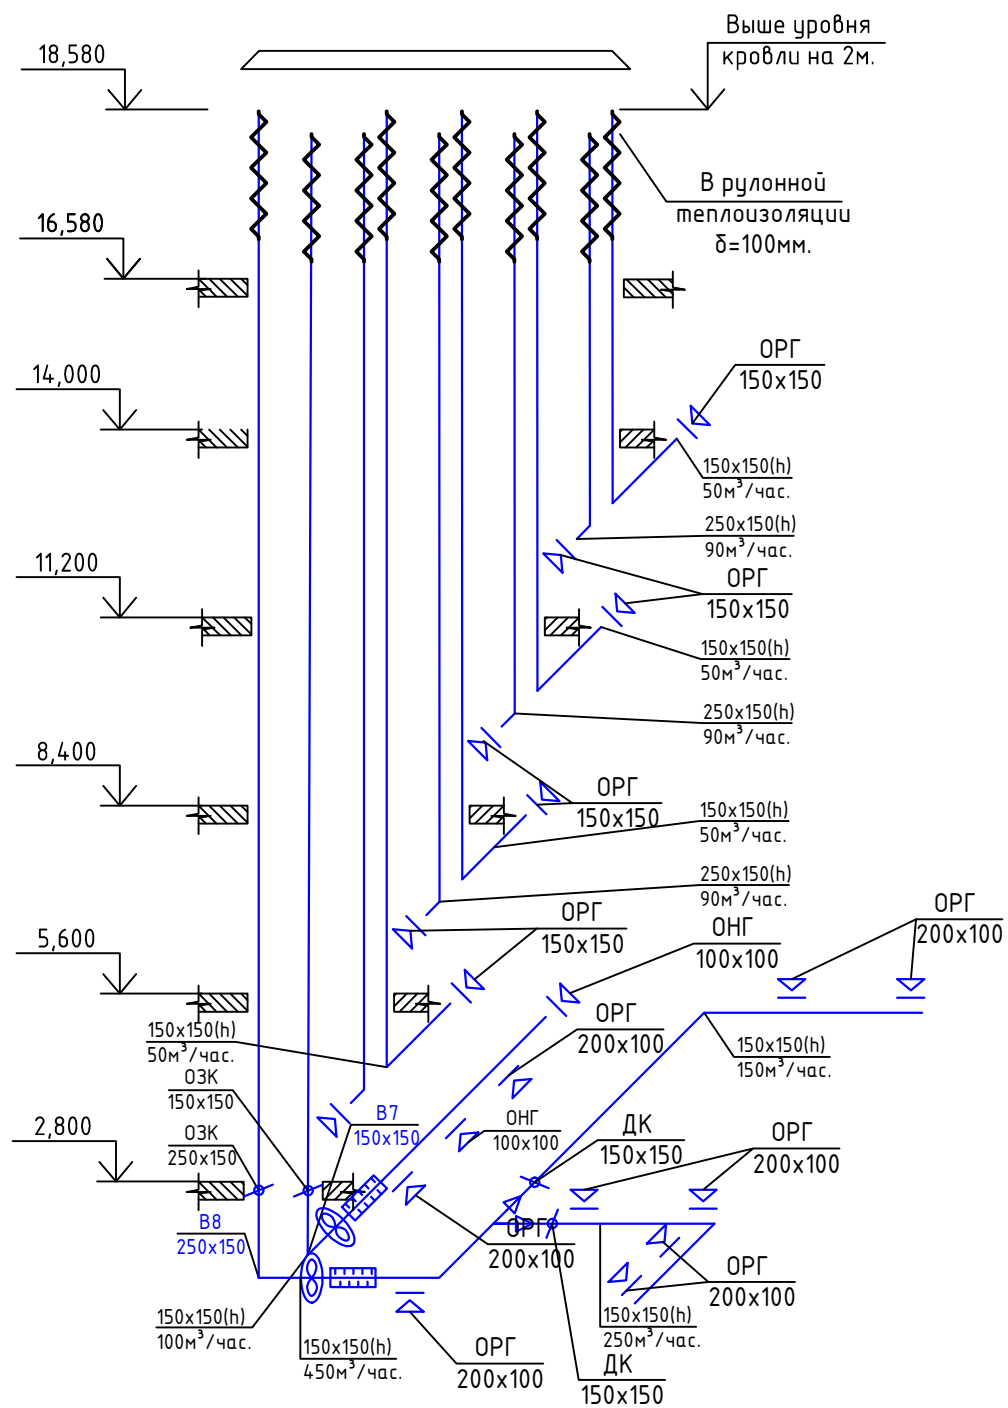 Выше уровня
кровли на 2м.
18,580
В рулонной
теплоизоляции
δ=100мм.
16,580
ОРГ
150х150
14,000
150х150(h)
50м³/час.
250х150(h)
90м³/час.
11,200
ОРГ
150х150
150х150(h)
50м³/час.
250х150(h)
90м³/час.
8,400
ОРГ
150х150
150х150(h)
50м³/час.
250х150(h)
90м³/час.
ОРГ
150х150
ОРГ
200х100
ОНГ
100х100
5,600
ОРГ
200х100
150х150(h)
50м³/час.
150х150(h)
150м³/час.
ОЗК
150х150
В7
150х150
ОНГ
100х100
ДК
150х150
ОРГ
200х100
2,800
ОЗК
250х150
В8
250х150
ОРГ
200х100
ОРГ
200х100
150х150(h)
100м³/час.
150х150(h)
450м³/час.
ОРГ
200х100
150х150(h)
250м³/час.
ДК
150х150